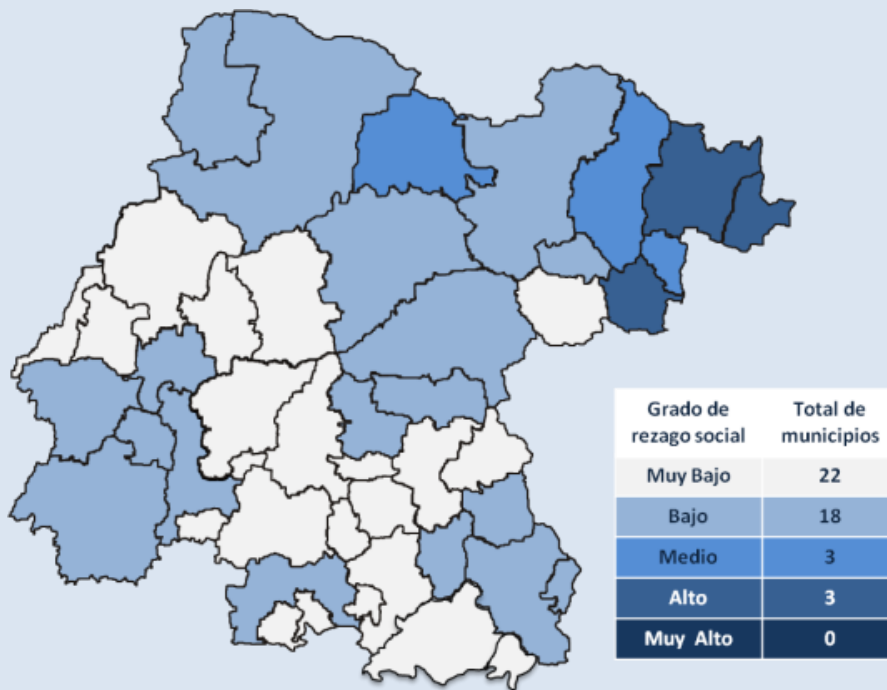 Grado de rezago social Total de municipios
Muy Bajo 22
Bajo 18
Medio 3
Alto 3
Muy Alto 0